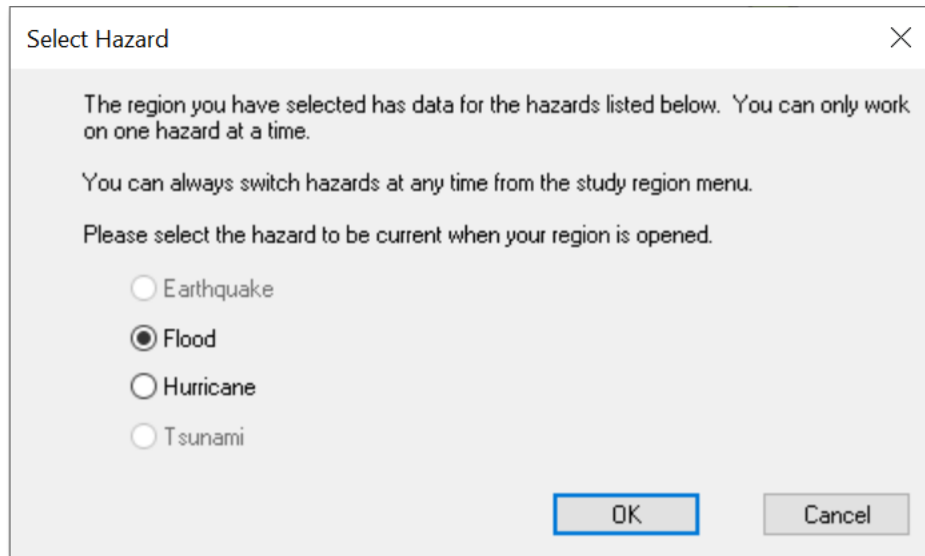 Select Hazard
The region you have selected has data for the hazards listed below.  You can only work
on one hazard at a time.
You can always switch hazards at any time from the study region menu.
Please select the hazard to be current when your region is opened.
Earthquake
Flood
Hurricane
Tsunami
OK
Cancel